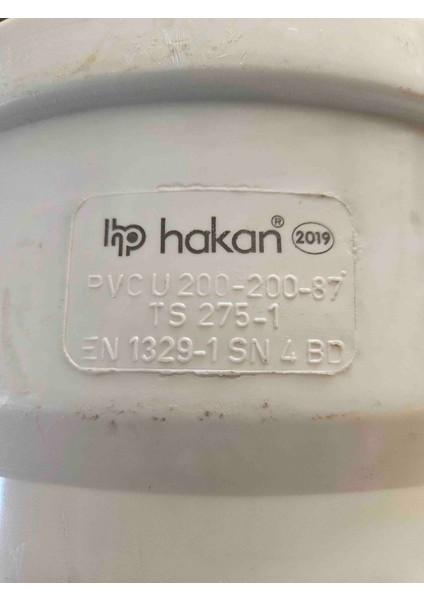 hp hakan® 2019
PVC U 200-200-87°
TS 275-1
EN 1329-1 SN 4 BD